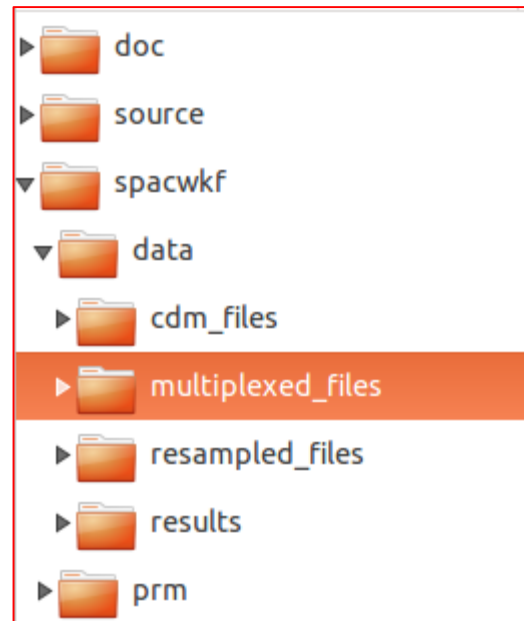 doc
source
spacwkf
data
cdm_files
multiplexed_files
resampled_files
results
prm